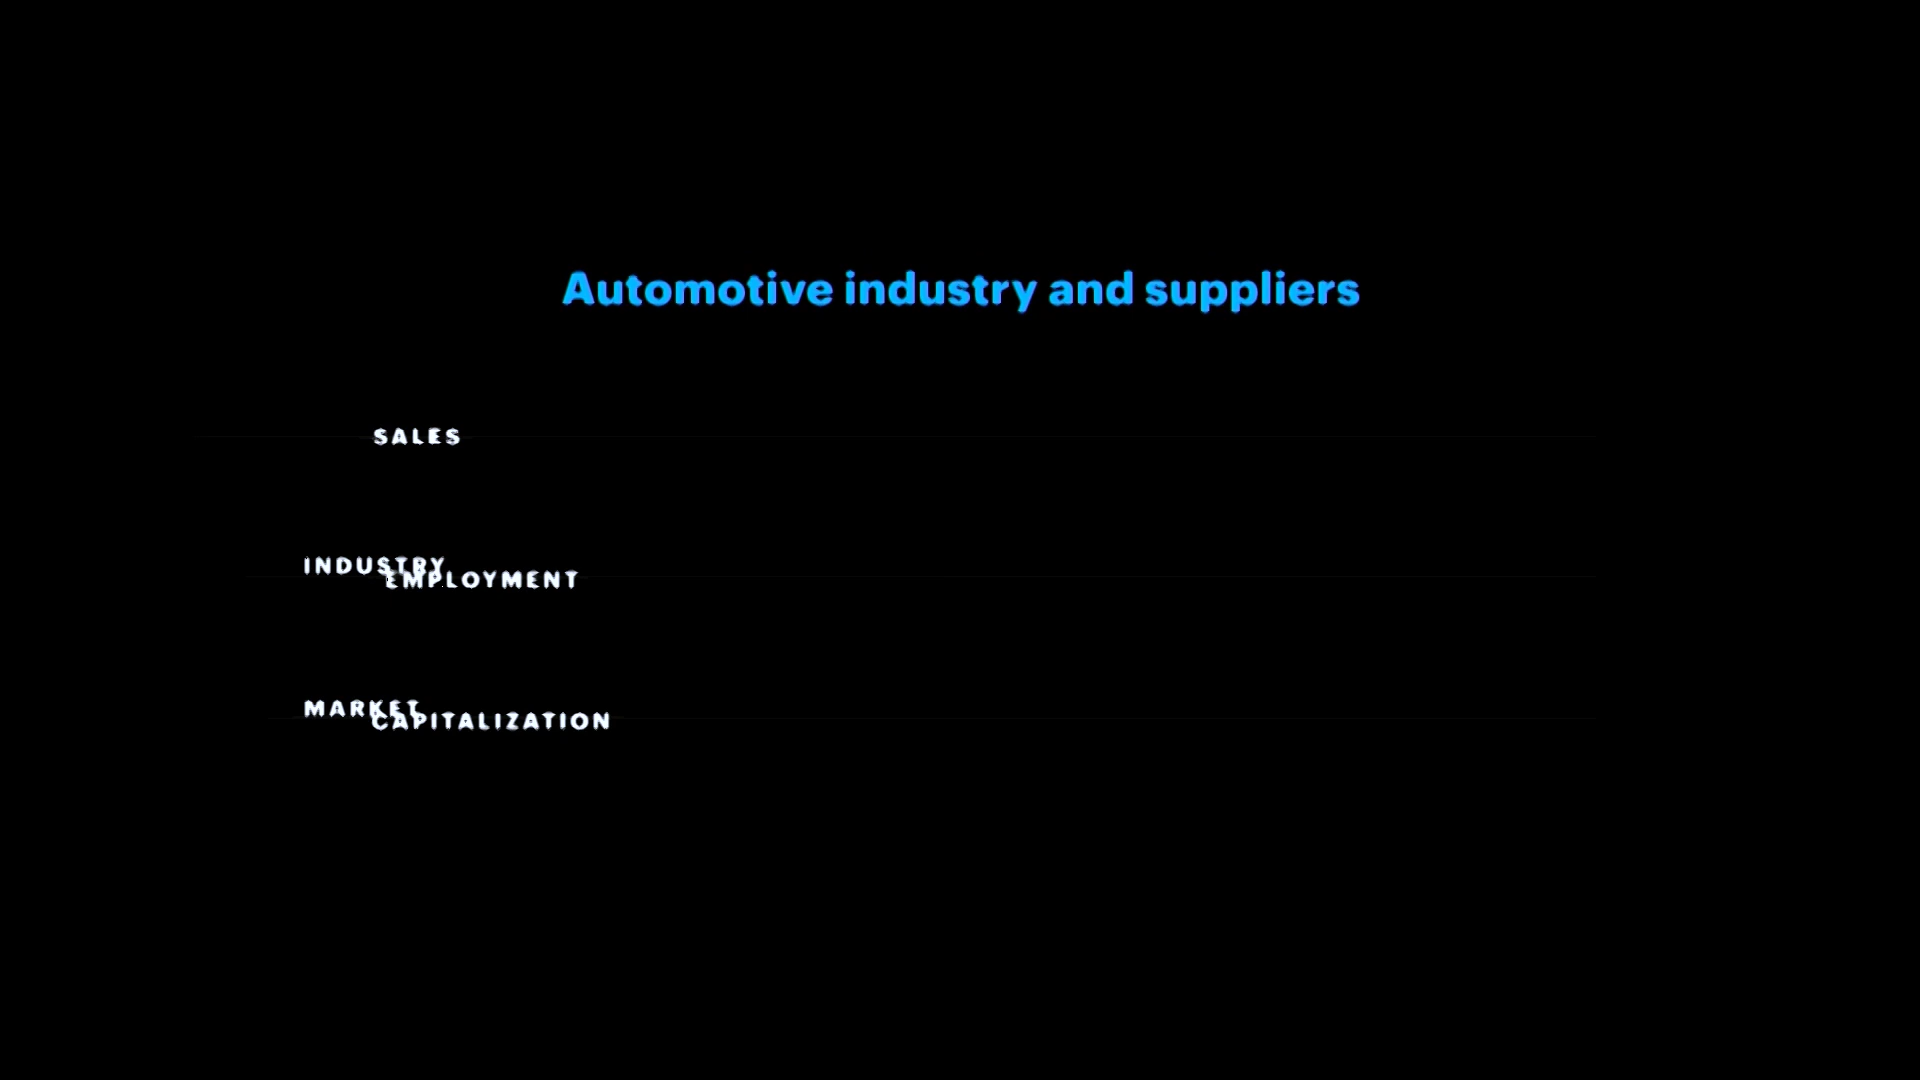 Automotive industry and suppliers
SALES
INDUSTRY
EMPLOYMENT
MARKET
CAPITALIZATION